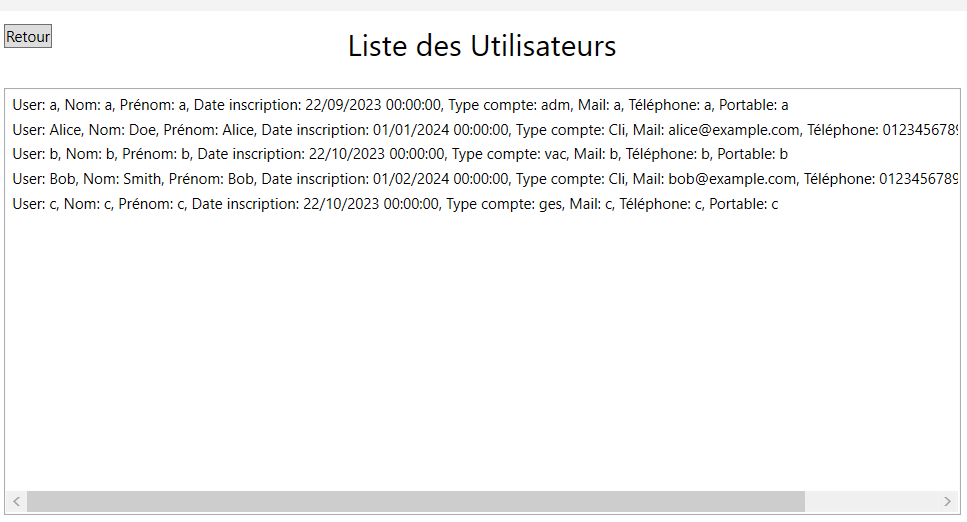 Retour
Liste des Utilisateurs
User: a, Nom: a, Prénom: a, Date inscription: 22/09/2023 00:00:00, Type compte: adm, Mail: a, Téléphone: a, Portable: a
User: Alice, Nom: Doe, Prénom: Alice, Date inscription: 01/01/2024 00:00:00, Type compte: Cli, Mail: alice@example.com, Téléphone: 0123456789
User: b, Nom: b, Prénom: b, Date inscription: 22/10/2023 00:00:00, Type compte: vac, Mail: b, Téléphone: b, Portable: b
User: Bob, Nom: Smith, Prénom: Bob, Date inscription: 01/02/2024 00:00:00, Type compte: Cli, Mail: bob@example.com, Téléphone: 0123456789
User: c, Nom: c, Prénom: c, Date inscription: 22/10/2023 00:00:00, Type compte: ges, Mail: c, Téléphone: c, Portable: c